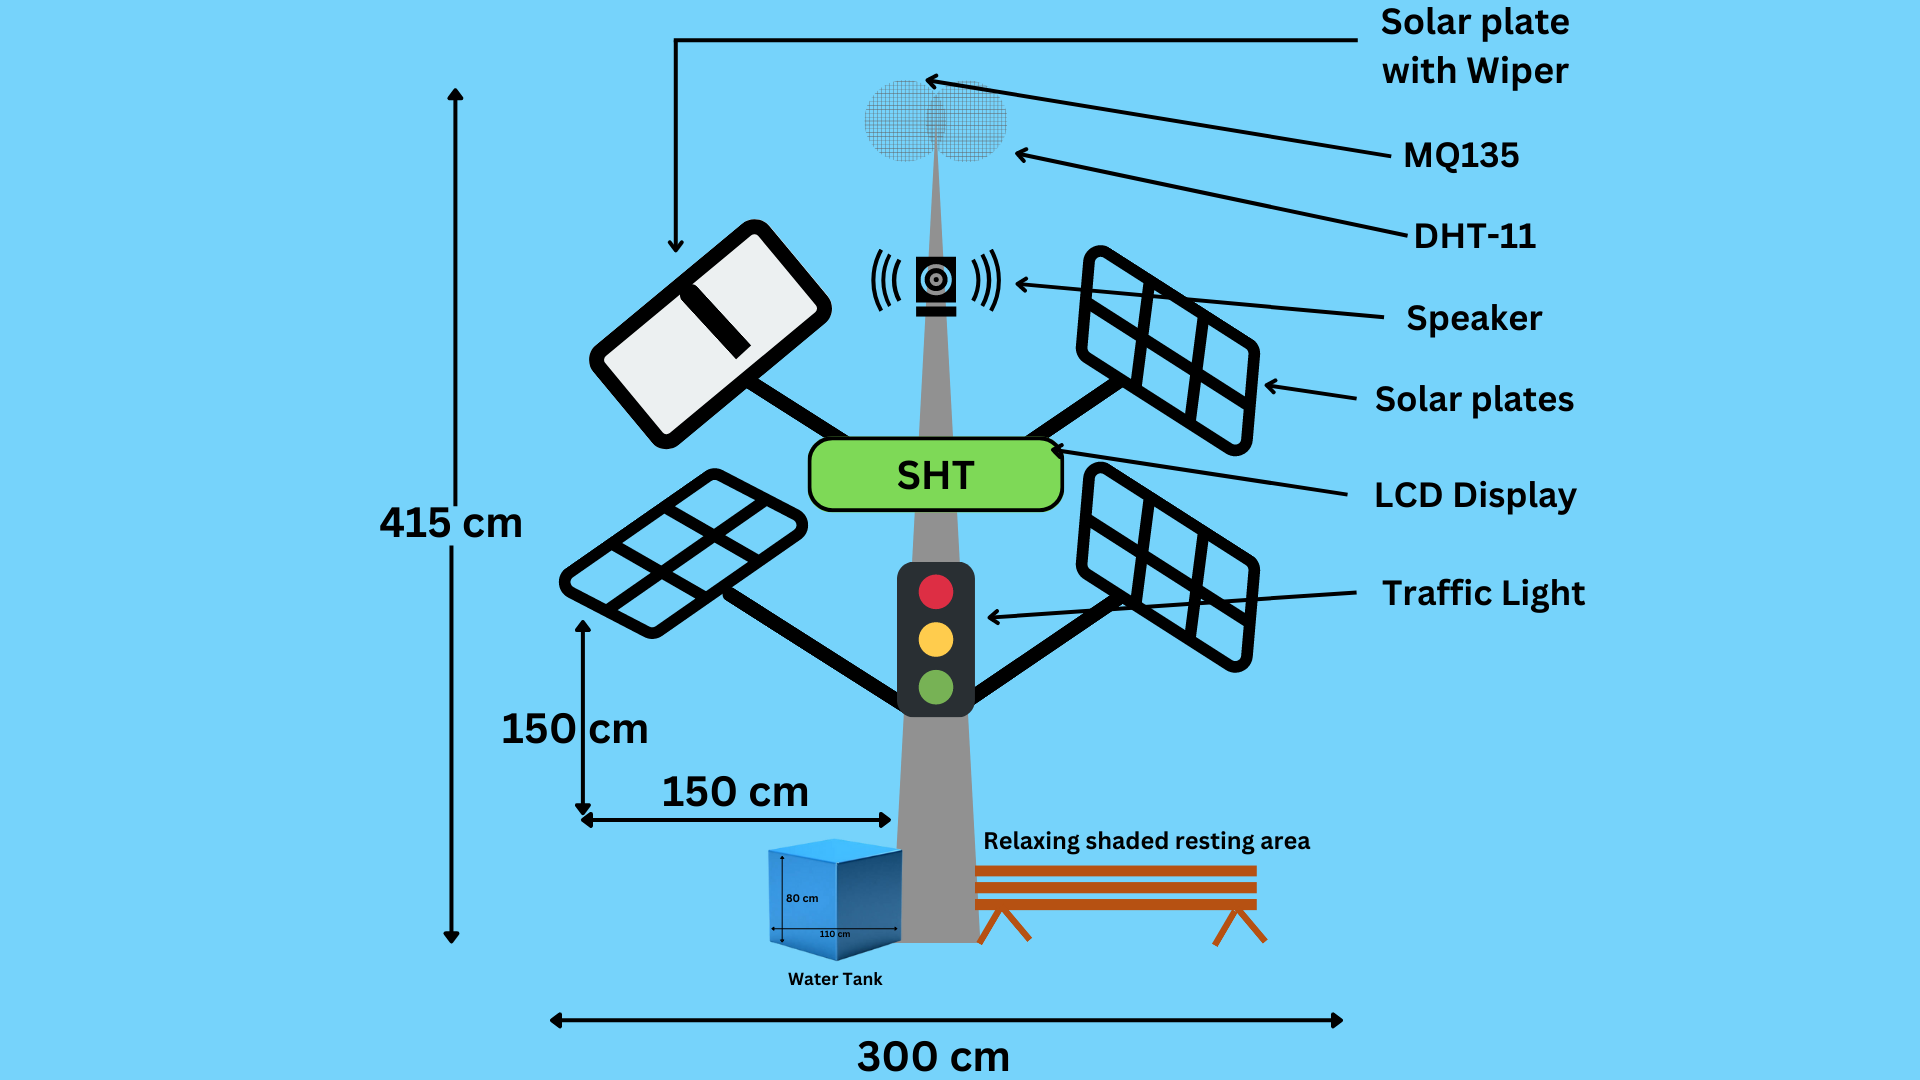 Solar plate
with Wiper
MQ135
DHT-11
Speaker
Solar plates
SHT
LCD Display
415 cm
Traffic Light
150 cm
150 cm
Relaxing shaded resting area
80 cm
110 cm
Water Tank
300 cm